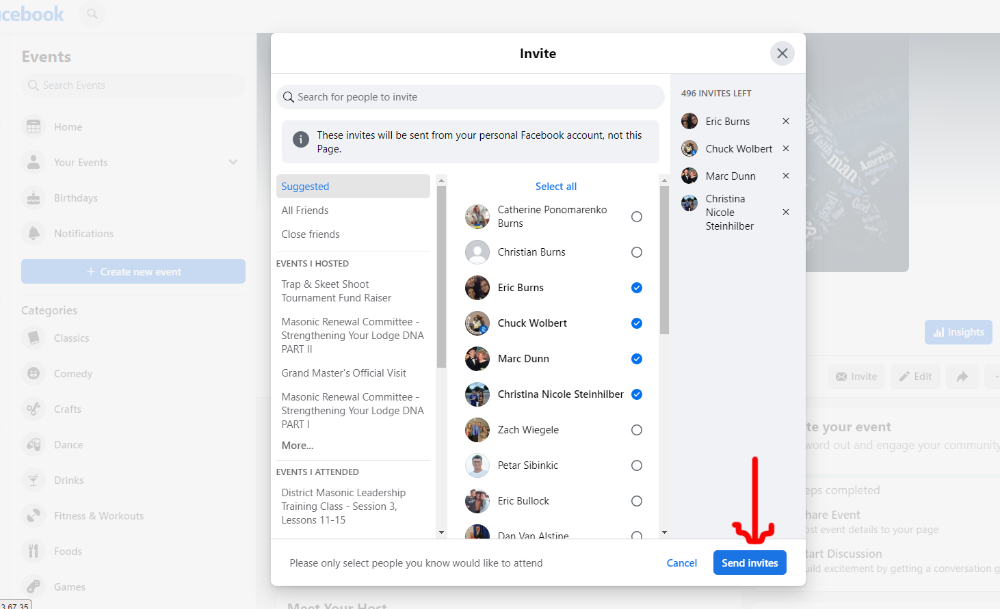 cebook
Events
Search Events
Home
Your Events
Birthdays
Notifications
+ Create new event
Categories
Classics
Comedy
Crafts
Dance
Drinks
Fitness & Workouts
Foods
Games
3.67.35
Invite
Search for people to invite
These invites will be sent from your personal Facebook account, not this
Page.
Suggested
All Friends
Close friends
EVENTS I HOSTED
Trap & Skeet Shoot
Tournament Fund Raiser
Masonic Renewal Committee -
Strengthening Your Lodge DNA
PART II
Grand Master's Official Visit
Masonic Renewal Committee -
Strengthening Your Lodge DNA
PART I
More...
EVENTS I ATTENDED
District Masonic Leadership
Training Class - Session 3,
Lessons 11-15
Select all
Catherine Ponomarenko
Burns
Christian Burns
Eric Burns
Chuck Wolbert
Marc Dunn
Christina Nicole Steinhilber
Zach Wiegele
Petar Sibinkic
Eric Bullock
Dan Van Alstine
496 INVITES LEFT
Eric Burns
Chuck Wolbert
Marc Dunn
Christina
Nicole
Steinhilber
Please only select people you know would like to attend
Cancel
Send invites
America
faith
man
America
God
good
Insights
Invite
Edit
te your event
word out and engage your community
eps completed
hare Event
ost event details to your page
tart Discussion
uild excitement by getting a conversation g
Meet Your Host